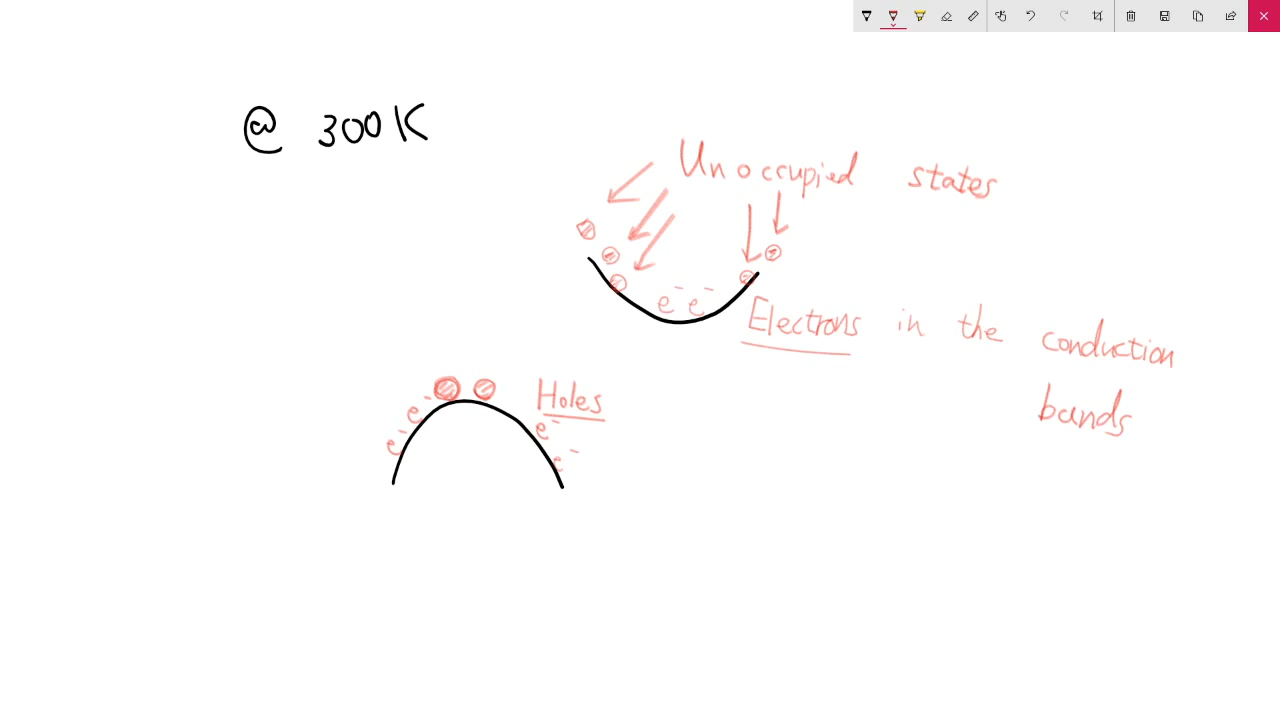 @ 300K
Unoccupied states
e⁻ e⁻
Electrons in the conduction
bands
Holes
e⁻
e⁻
e⁻
e⁻